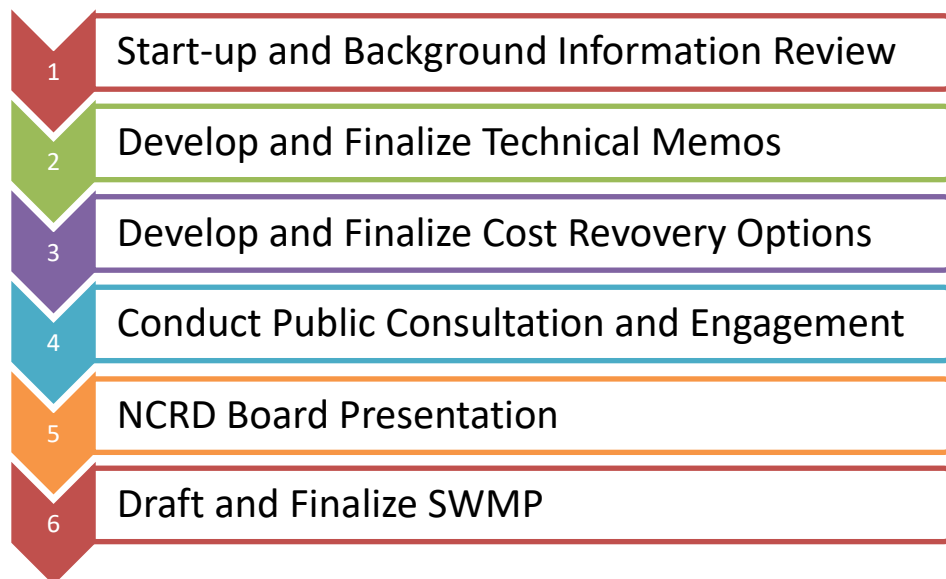 1
Start-up and Background Information Review
2
Develop and Finalize Technical Memos
3
Develop and Finalize Cost Revovery Options
4
Conduct Public Consultation and Engagement
5
NCRD Board Presentation
6
Draft and Finalize SWMP